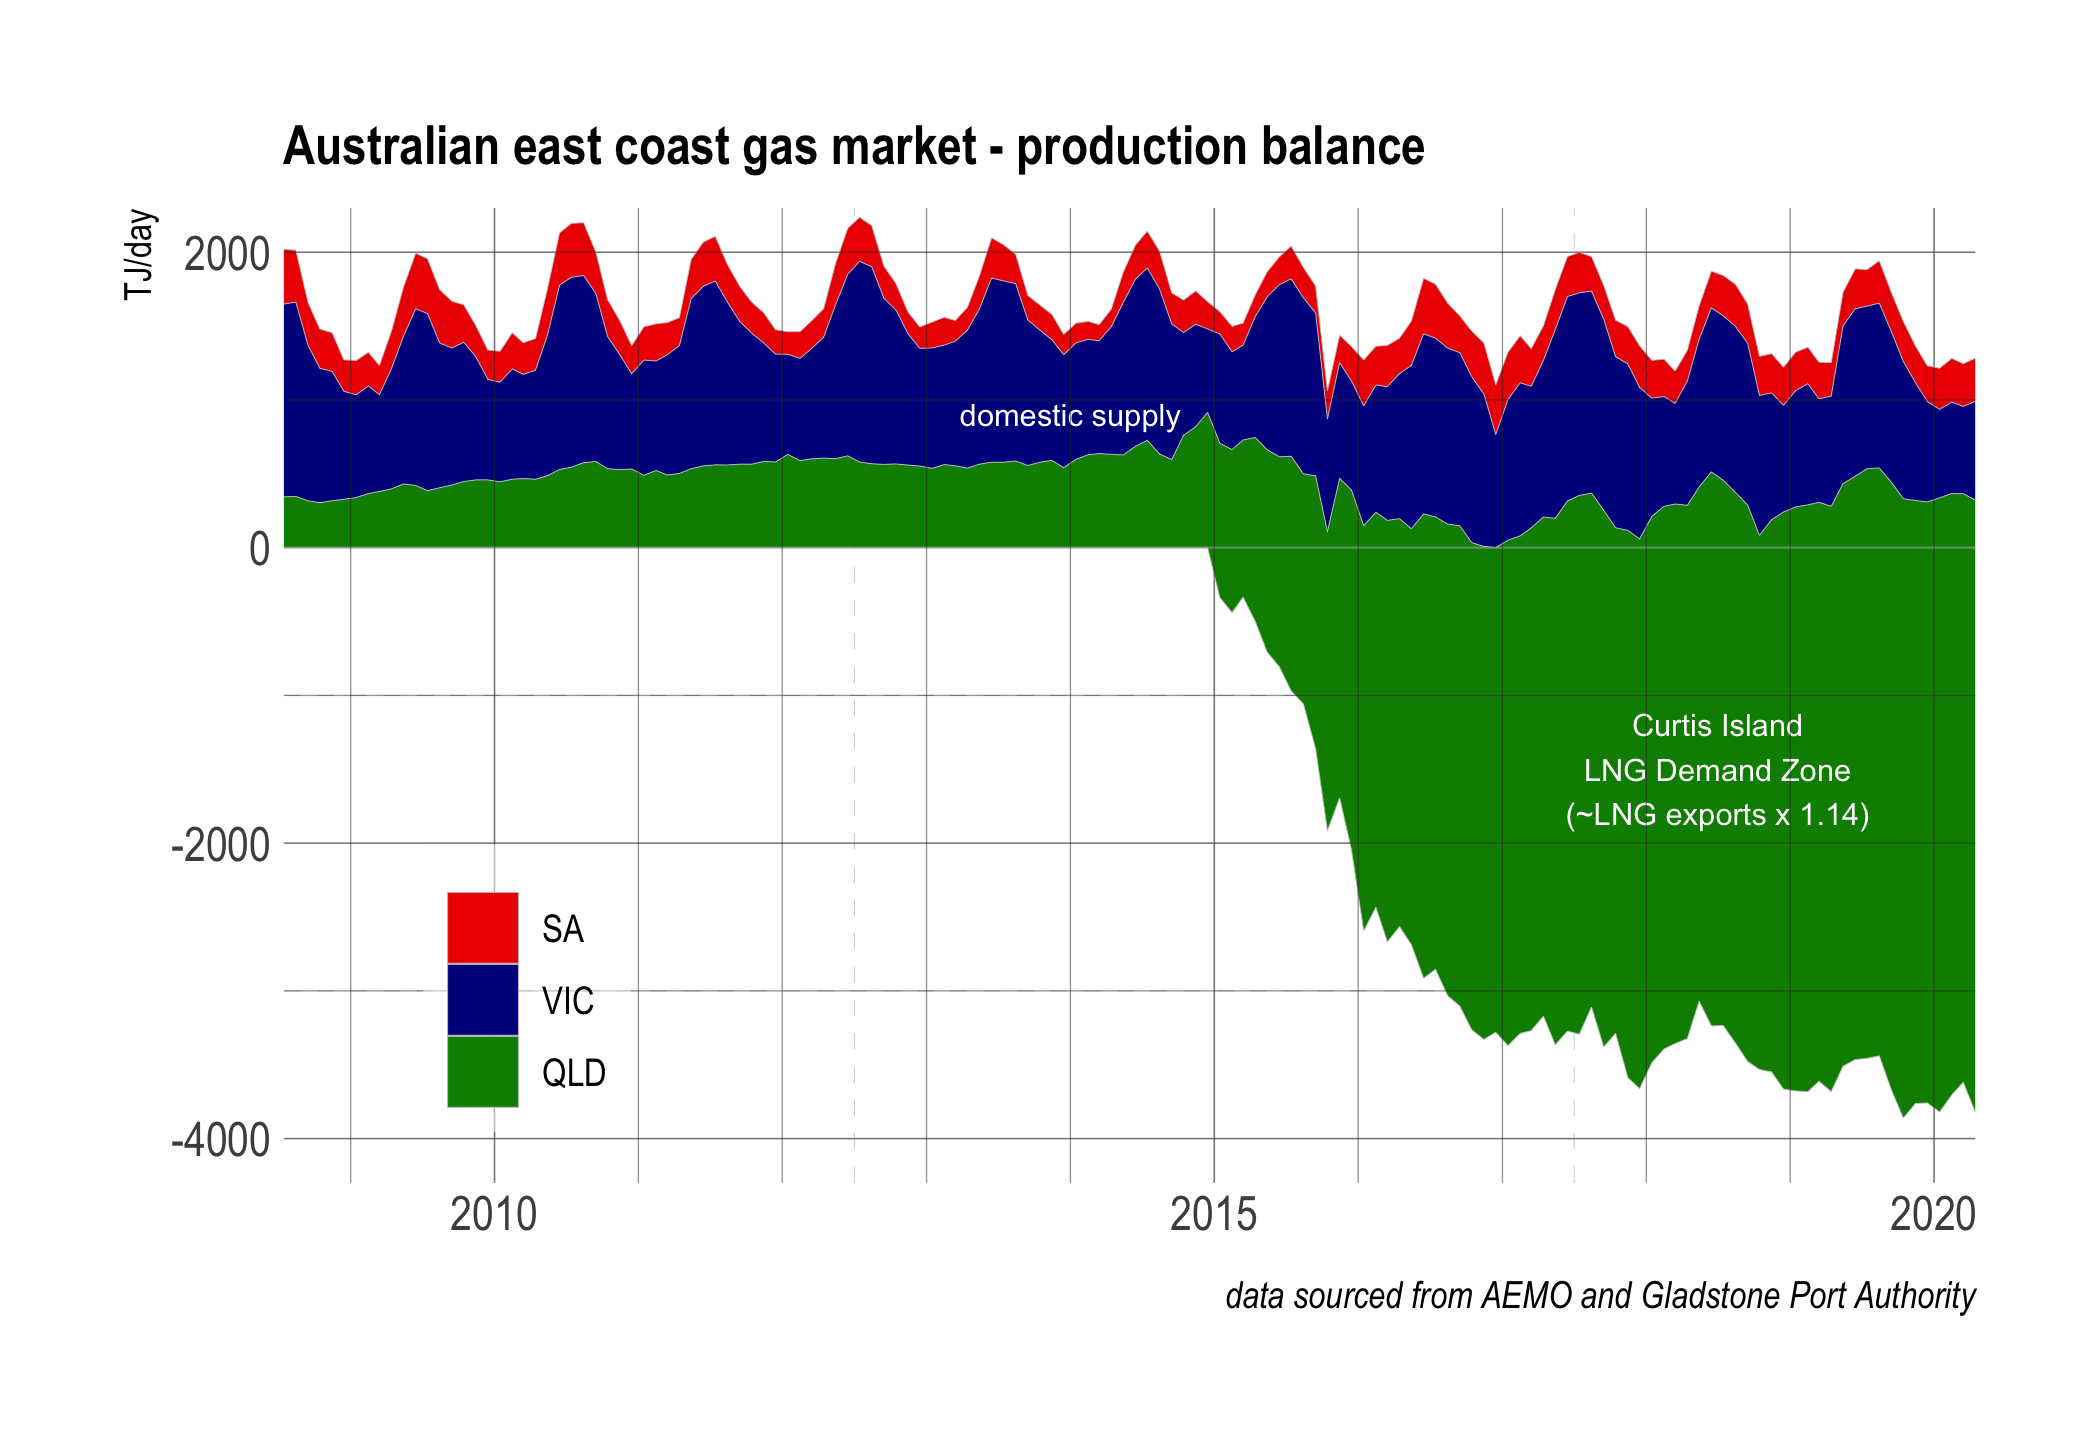 Australian east coast gas market - production balance
TJ/day
2000
0
-2000
-4000
domestic supply
Curtis Island
LNG Demand Zone
(~LNG exports x 1.14)
SA
VIC
QLD
2010
2015
2020
data sourced from AEMO and Gladstone Port Authority